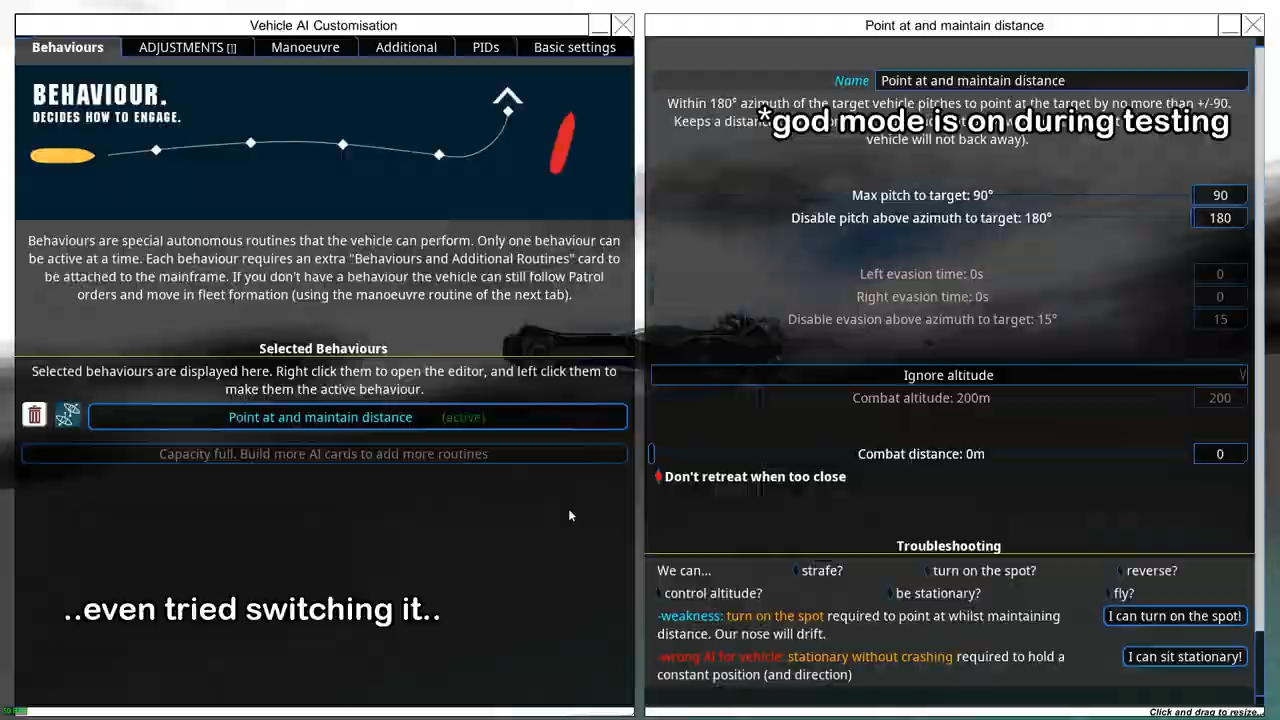 Vehicle AI Customisation
Behaviours
ADJUSTMENTS []
Manoeuvre
Additional
PIDs
Basic settings
BEHAVIOUR.
DECIDES HOW TO ENGAGE.
Behaviours are special autonomous routines that the vehicle can perform. Only one behaviour can
be active at a time. Each behaviour requires an extra "Behaviours and Additional Routines" card to
be attached to the mainframe. If you don't have a behaviour the vehicle can still follow Patrol
orders and move in fleet formation (using the manoeuvre routine of the next tab).
Selected Behaviours
Selected behaviours are displayed here. Right click them to open the editor, and left click them to
make them the active behaviour.
Point at and maintain distance (active)
Capacity full. Build more AI cards to add more routines
..even tried switching it..
Point at and maintain distance
Name Point at and maintain distance
Within 180° azimuth of the target vehicle pitches to point at the target by no more than +/-90.
Keeps a distance
*god mode is on during testing
vehicle will not back away).
Max pitch to target: 90° 90
Disable pitch above azimuth to target: 180° 180
Left evasion time: 0s 0
Right evasion time: 0s 0
Disable evasion above azimuth to target: 15° 15
Ignore altitude
Combat altitude: 200m 200
Combat distance: 0m 0
Don't retreat when too close
Troubleshooting
We can... strafe? turn on the spot? reverse?
control altitude? be stationary? fly?
-weakness: turn on the spot required to point at whilst maintaining
distance. Our nose will drift.
I can turn on the spot!
-wrong AI for vehicle: stationary without crashing required to hold a
constant position (and direction)
I can sit stationary!
Click and drag to resize..